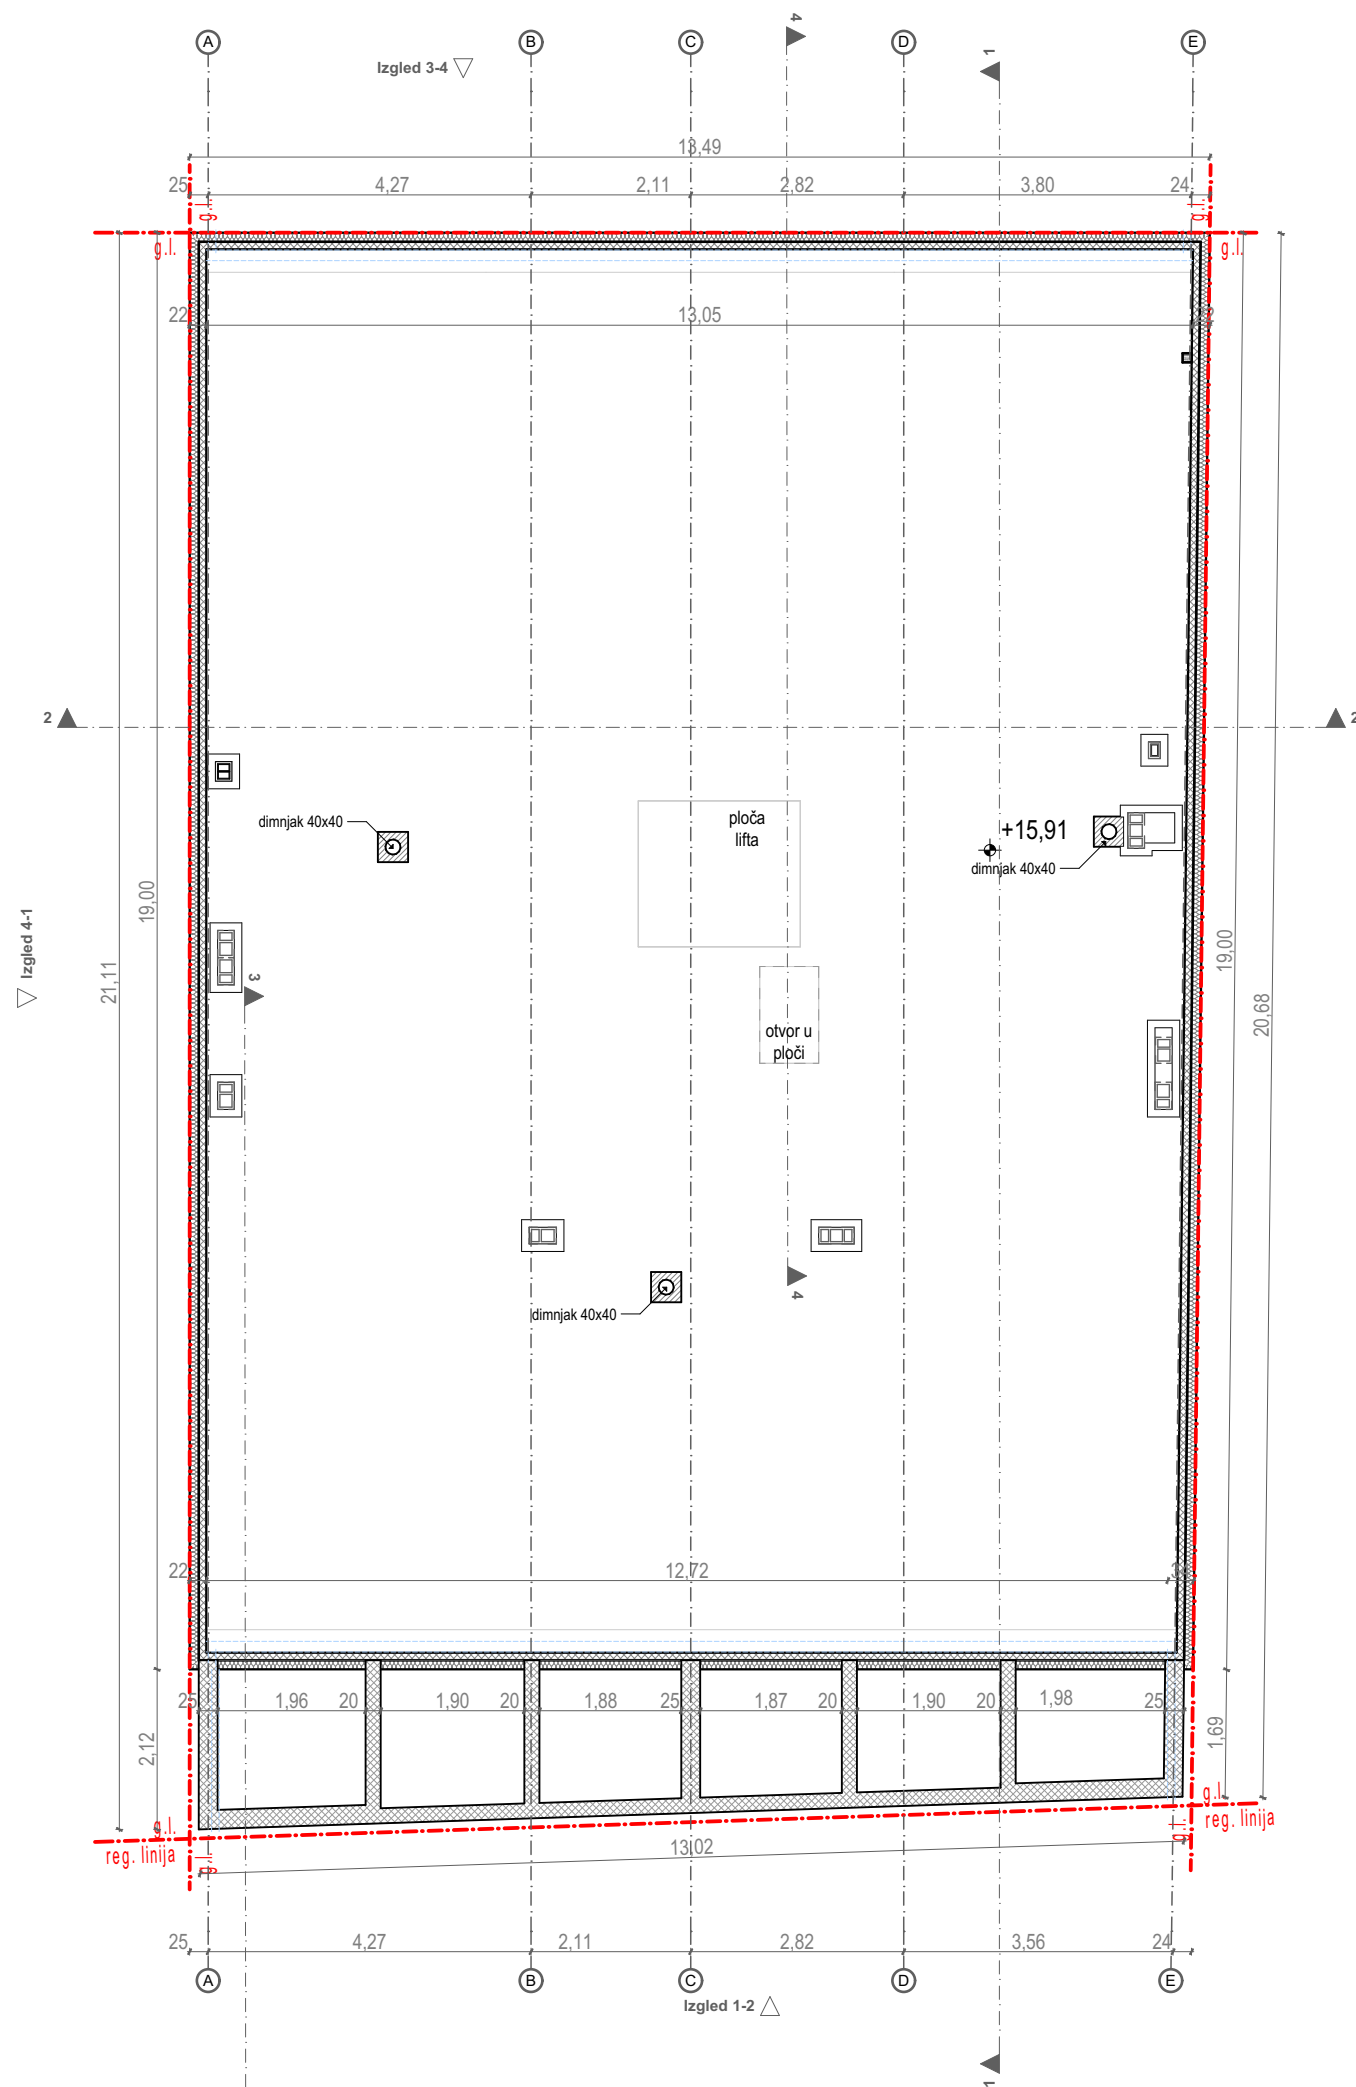 A
B
C
4
D
1
E
Izgled 3-4
13,49
25
4,27
2,11
2,82
3,80
24
g.l.
g.l.
g.l.
g.l.
22
13,05
2
2
dimnjak 40x40
ploča
lifta
+15,91
dimnjak 40x40
19,00
Izgled 4-1
21,11
3
19,00
20,68
otvor u
ploči
4
dimnjak 40x40
22
12,72
25
1,96
20
1,90
20
1,88
25
1,87
20
1,90
20
1,98
25
2,12
1,69
g.l.
reg. linija
g.l.
reg. linija
g.l.
g.l.
13,02
25
4,27
2,11
2,82
3,56
24
A
B
C
D
E
Izgled 1-2
1